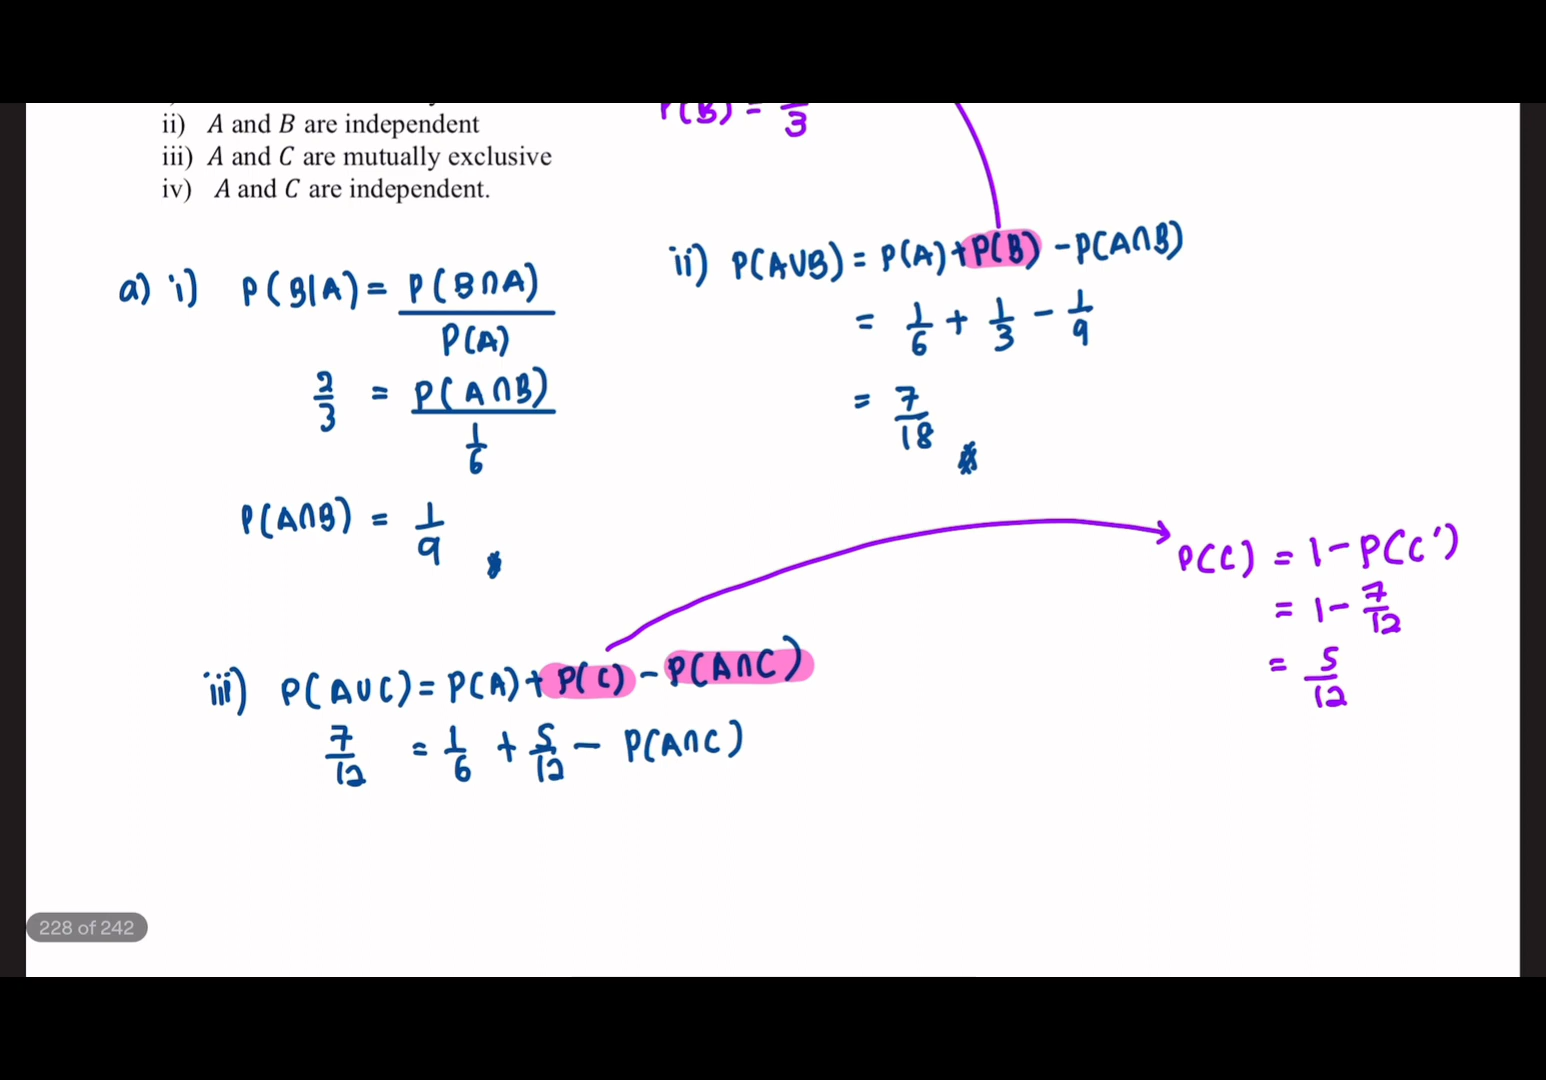 P(B) = 1/3
ii) A and B are independent
iii) A and C are mutually exclusive
iv) A and C are independent.
a) i) P(B|A) = P(B∩A) / P(A)
2/3 = P(A∩B) / 1/6
P(A∩B) = 1/9
ii) P(A∪B) = P(A) + P(B) - P(A∩B)
= 1/6 + 1/3 - 1/9
= 7/18
iii) P(A∪C) = P(A) + P(C) - P(A∩C)
7/12 = 1/6 + 5/12 - P(A∩C)
P(C) = 1 - P(C')
= 1 - 7/12
= 5/12
228 of 242